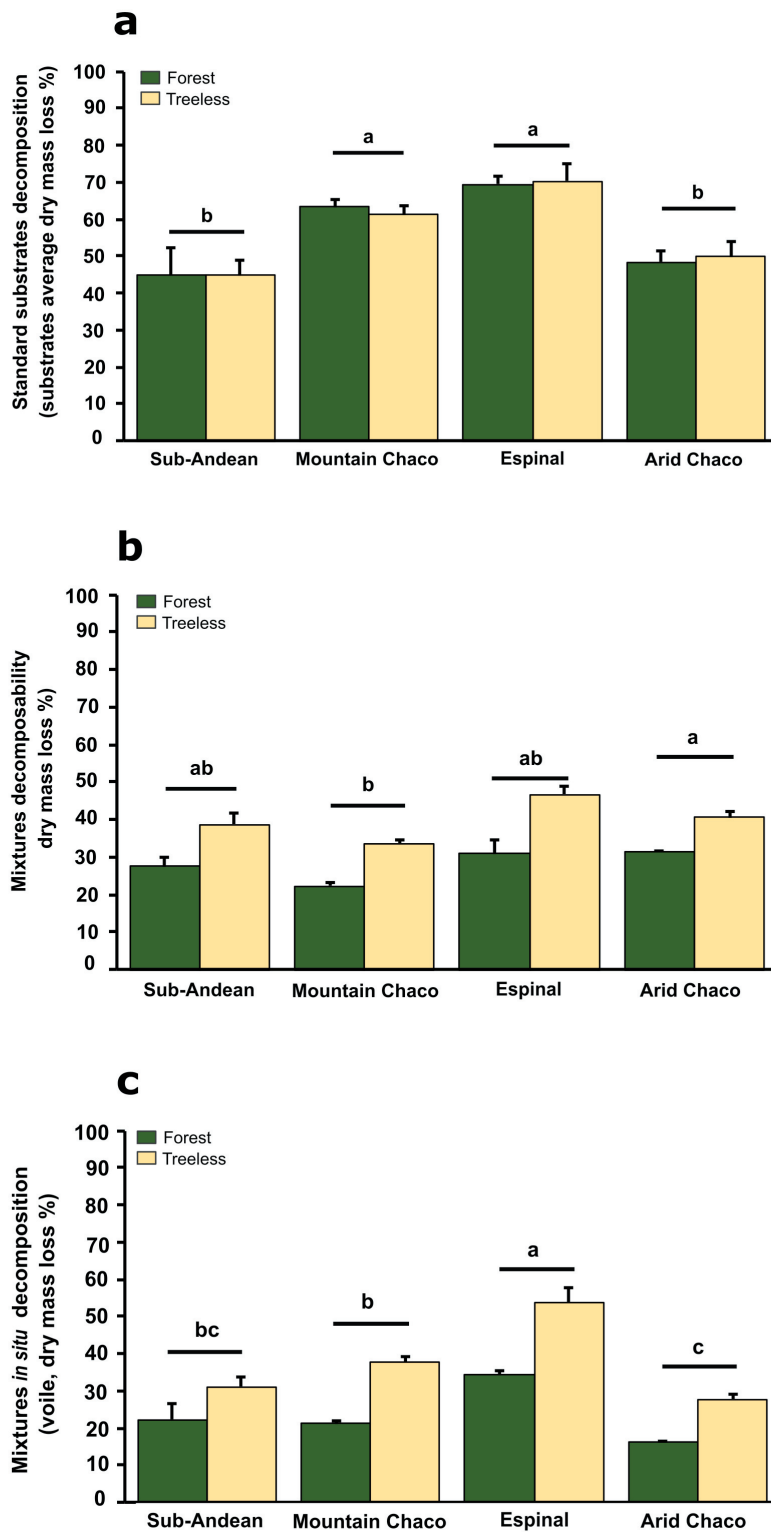 a
Standard substrates decomposition
(substrates average dry mass loss %)
100
90
80
70
60
50
40
30
20
10
0
Forest
Treeless
b
a
a
b
Sub-Andean
Mountain Chaco
Espinal
Arid Chaco
b
Mixtures decomposability
dry mass loss %)
100
90
80
70
60
50
40
30
20
10
0
Forest
Treeless
ab
b
ab
a
Sub-Andean
Mountain Chaco
Espinal
Arid Chaco
c
Mixtures in situ decomposition
(voile, dry mass loss %)
100
90
80
70
60
50
40
30
20
10
0
Forest
Treeless
bc
b
a
c
Sub-Andean
Mountain Chaco
Espinal
Arid Chaco